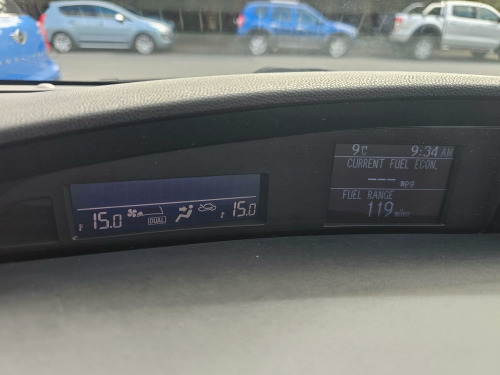 15.0
DUAL
15.0
9°C 9:34 AM
CURRENT FUEL ECON.
--- mpg
FUEL RANGE
119 miles